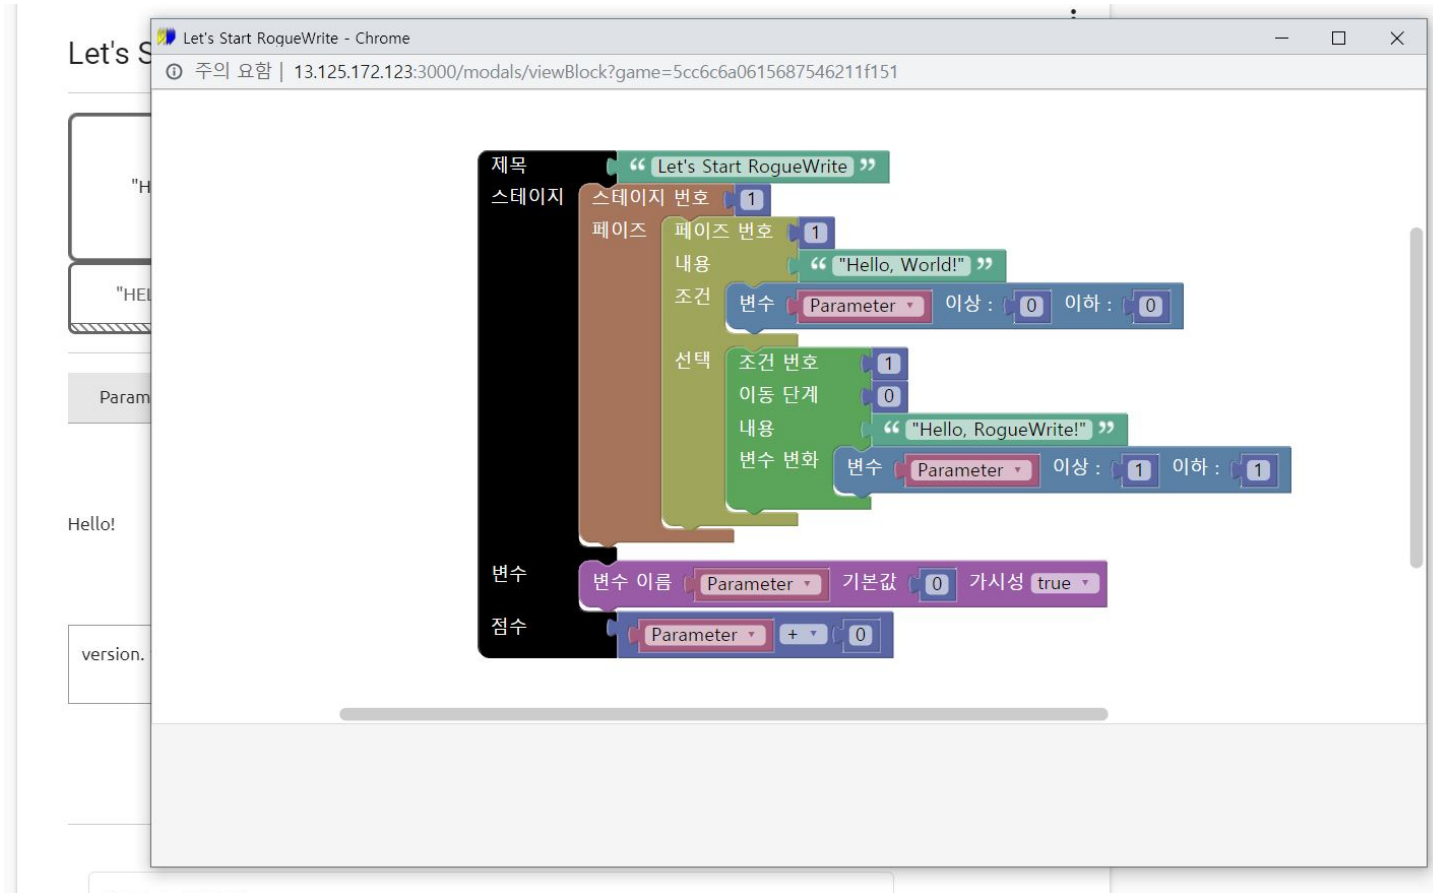 Let's S
Let's Start RogueWrite - Chrome
주의 요함 | 13.125.172.123:3000/modals/viewBlock?game=5cc6c6a0615687546211f151
"H
"HEL
Param
Hello!
version.
제목 “ Let's Start RogueWrite ”
스테이지 스테이지 번호 1
페이즈 페이즈 번호 1
내용 “ "Hello, World!" ”
조건 변수 Parameter 이상 : 0 이하 : 0
선택 조건 번호 1
이동 단계 0
내용 “ "Hello, RogueWrite!" ”
변수 변화 변수 Parameter 이상 : 1 이하 : 1
변수 변수 이름 Parameter 기본값 0 가시성 true
점수 Parameter + 0